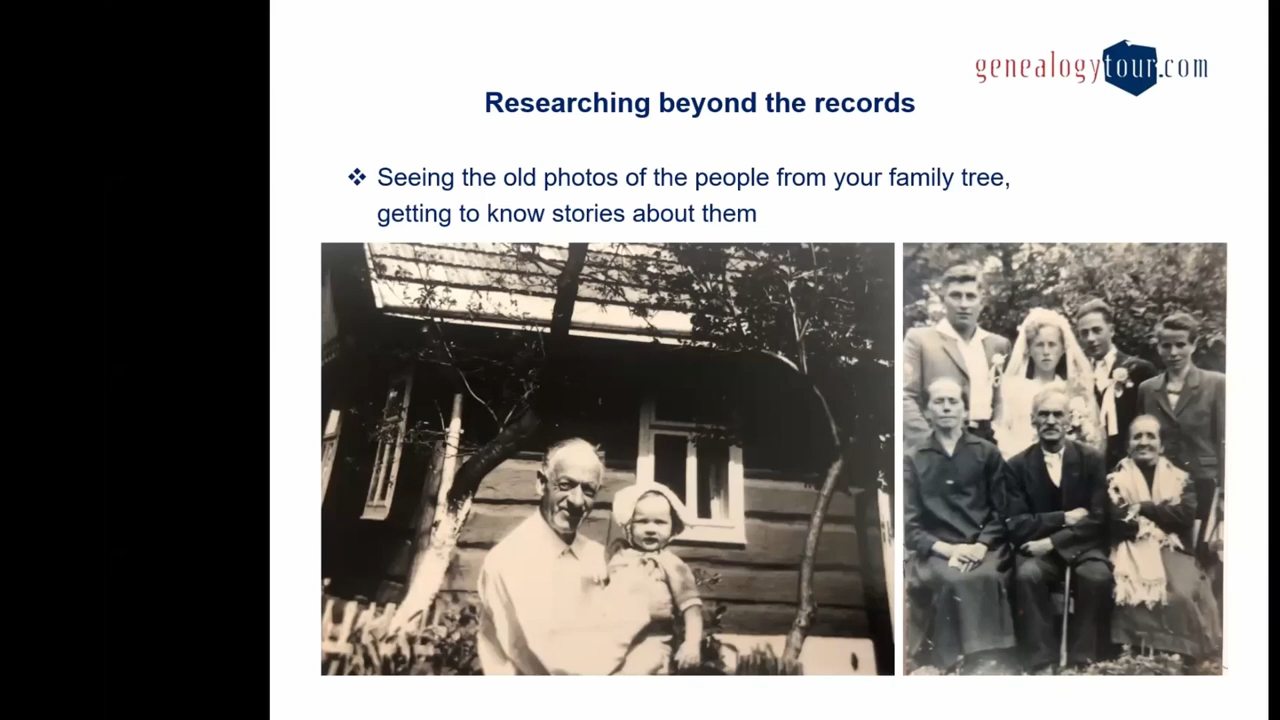 genealogytour.com
Researching beyond the records
❖ Seeing the old photos of the people from your family tree,
getting to know stories about them